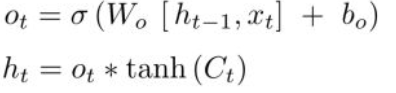 o_t = σ (W_o [h_{t−1}, x_t] + b_o)
h_t = o_t * tanh (C_t)